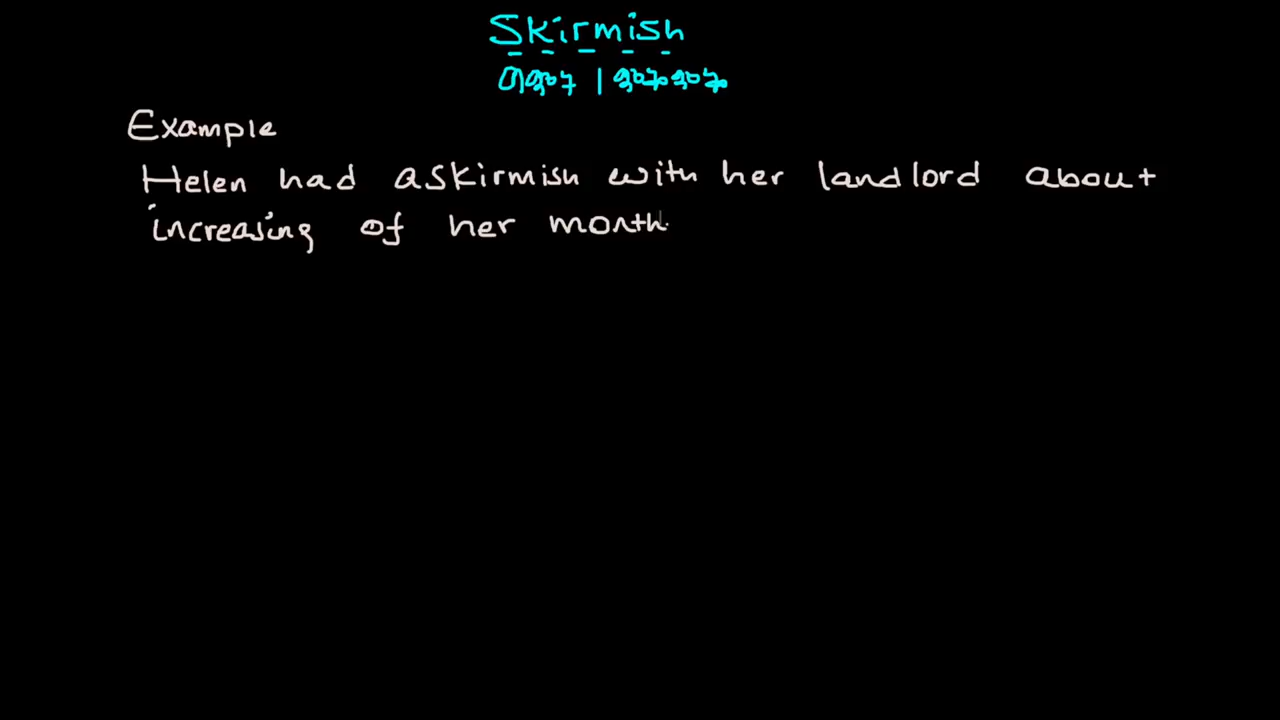 Skirmish
Example
Helen had askirmish with her landlord about
increasing of her month